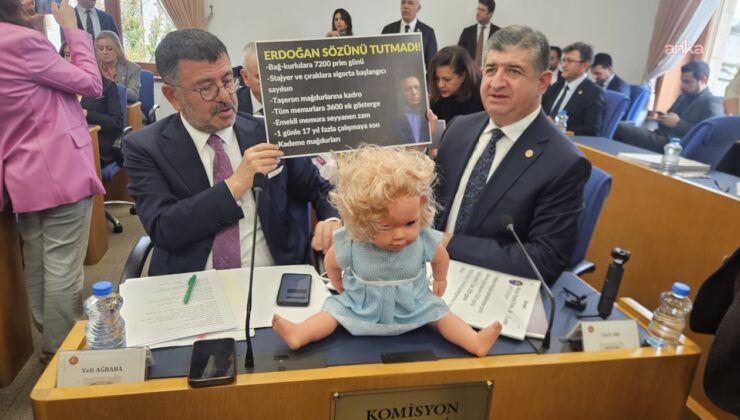 anka
ERDOĞAN SÖZÜNÜ TUTMADI!
-Bağ-kurlulara 7200 prim günü
-Stajyer ve çıraklara sigorta başlangıcı
sayılsın
-Taşeron mağdurlarına kadro
-Tüm memurlara 3600 ek gösterge
-Emekli memura seyyanen zam
-1 günle 17 yıl fazla çalışmaya son
-Kademe mağdurları
Veli AĞBABA
KOMİSYON